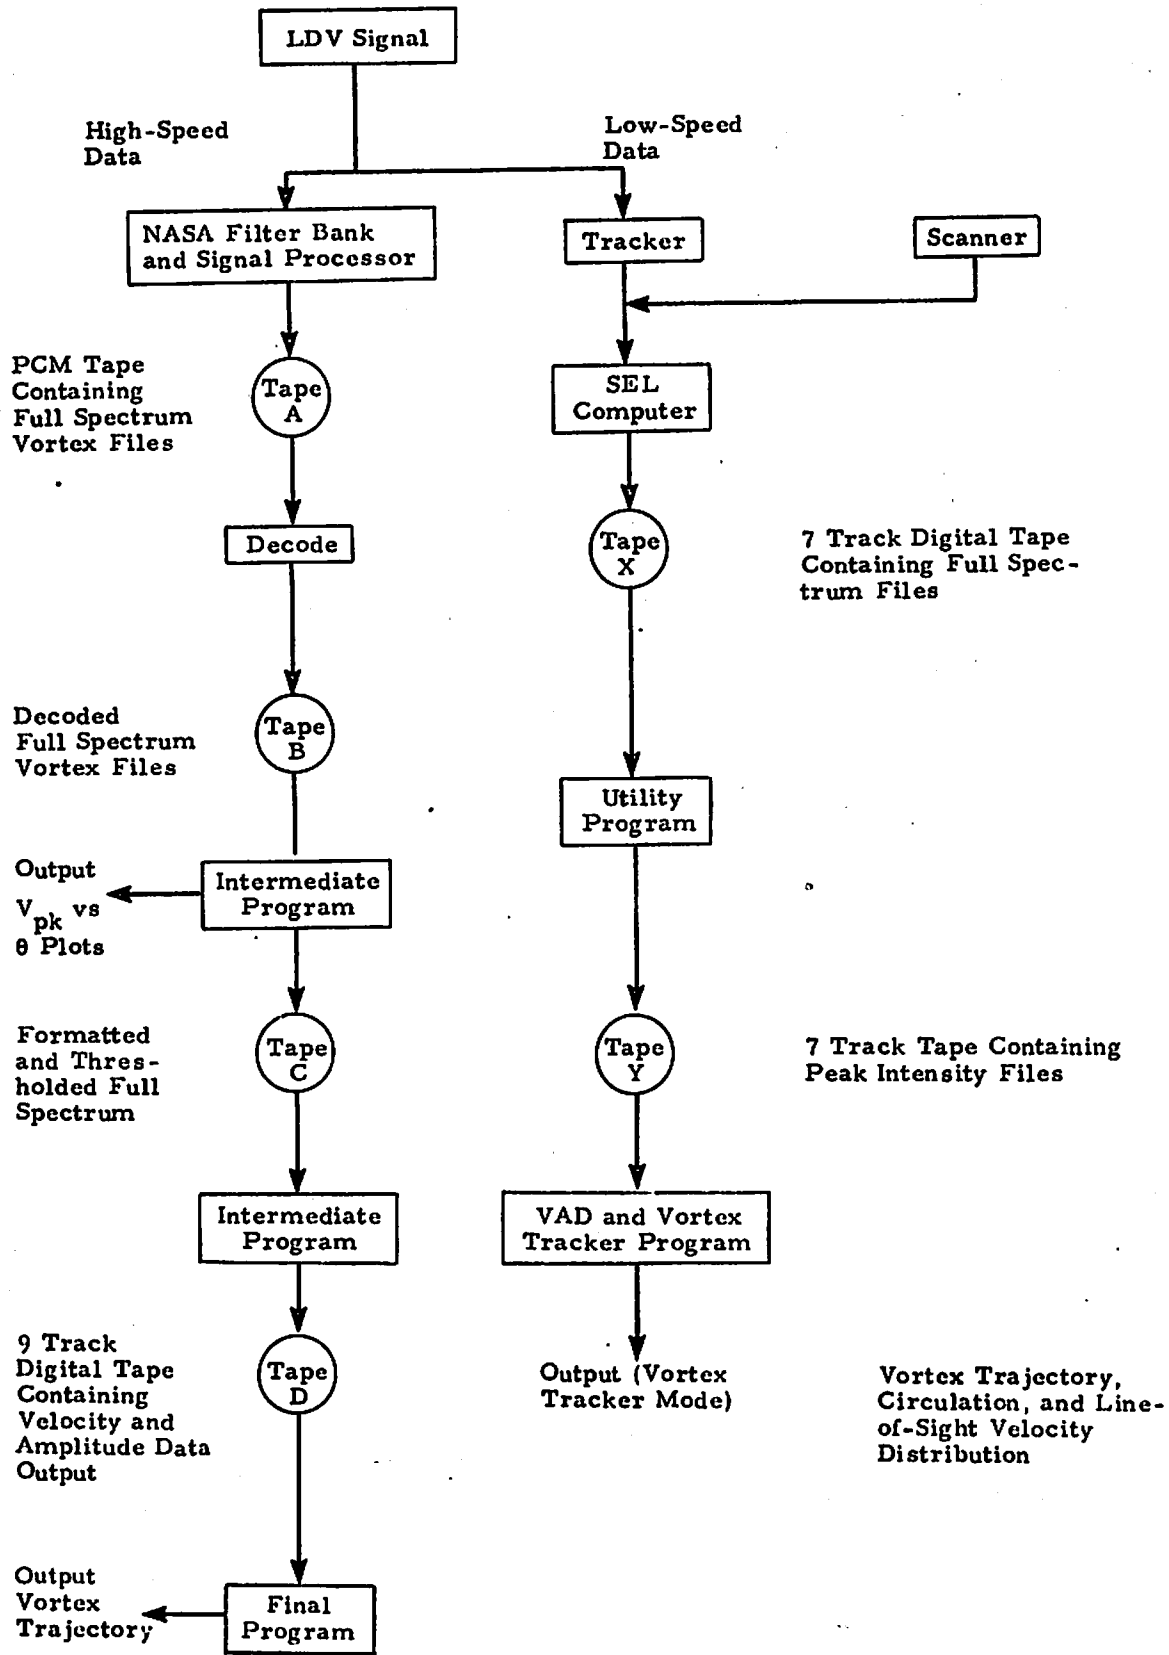 LDV Signal
High-Speed
Data
Low-Speed
Data
NASA Filter Bank
and Signal Processor
Tracker
Scanner
PCM Tape
Containing
Full Spectrum
Vortex Files
Tape
A
SEL
Computer
Decode
Tape
X
7 Track Digital Tape
Containing Full Spec-
trum Files
Decoded
Full Spectrum
Vortex Files
Tape
B
Utility
Program
Output
Vpk vs
θ Plots
Intermediate
Program
Formatted
and Thres-
holded Full
Spectrum
Tape
C
Tape
Y
7 Track Tape Containing
Peak Intensity Files
Intermediate
Program
VAD and Vortex
Tracker Program
9 Track
Digital Tape
Containing
Velocity and
Amplitude Data
Output
Tape
D
Output (Vortex
Tracker Mode)
Vortex Trajectory,
Circulation, and Line-
of-Sight Velocity
Distribution
Output
Vortex
Trajectory
Final
Program